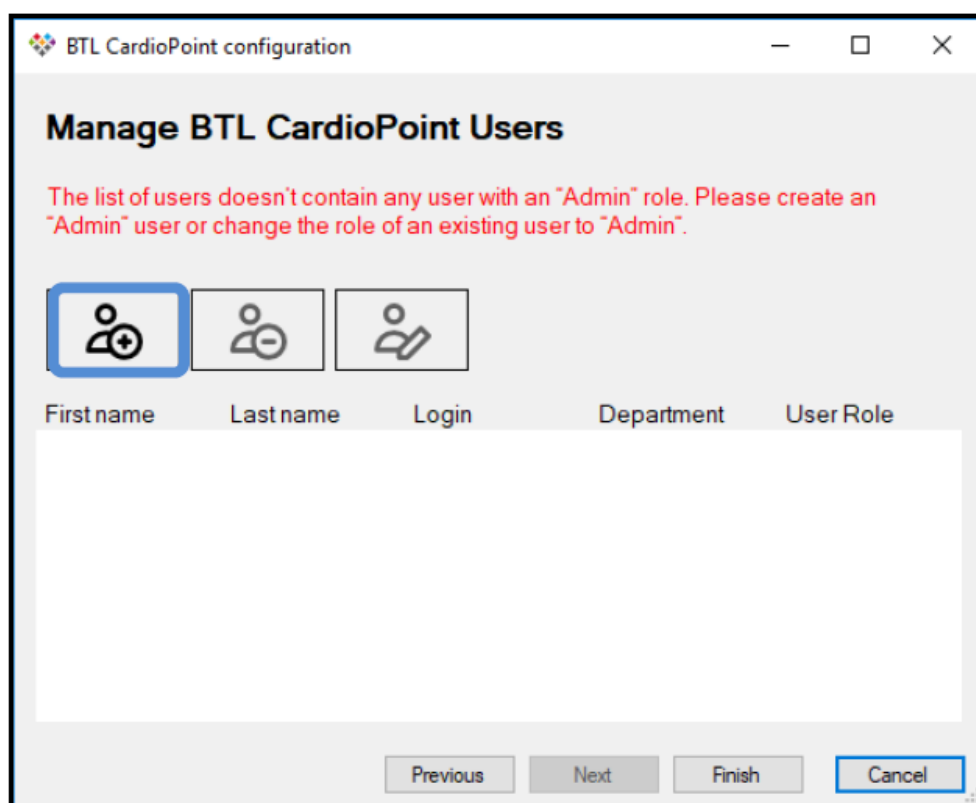 BTL CardioPoint configuration
Manage BTL CardioPoint Users
The list of users doesn't contain any user with an "Admin" role. Please create an
"Admin" user or change the role of an existing user to "Admin".
First name Last name Login Department User Role
Previous Next Finish Cancel